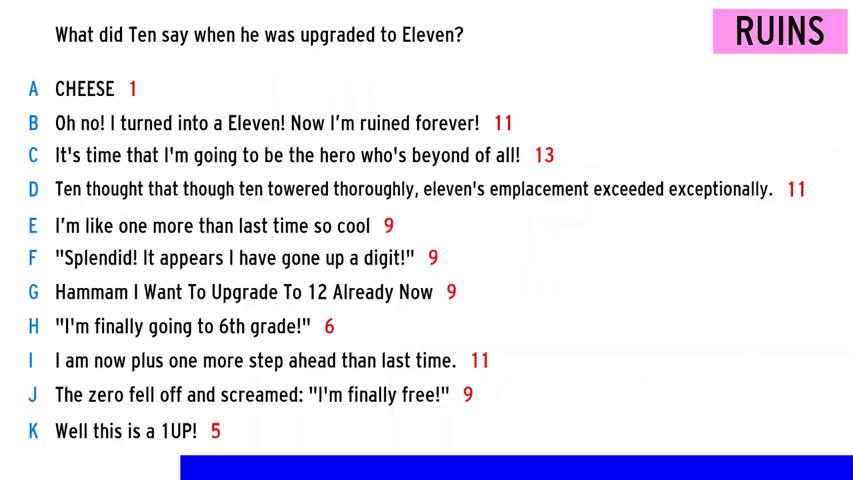 What did Ten say when he was upgraded to Eleven?
RUINS
A CHEESE 1
B Oh no! I turned into a Eleven! Now I’m ruined forever! 11
C It's time that I'm going to be the hero who's beyond of all! 13
D Ten thought that though ten towered thoroughly, eleven's emplacement exceeded exceptionally. 11
E I’m like one more than last time so cool 9
F "Splendid! It appears I have gone up a digit!" 9
G Hammam I Want To Upgrade To 12 Already Now 9
H "I'm finally going to 6th grade!" 6
I I am now plus one more step ahead than last time. 11
J The zero fell off and screamed: "I'm finally free!" 9
K Well this is a 1UP! 5